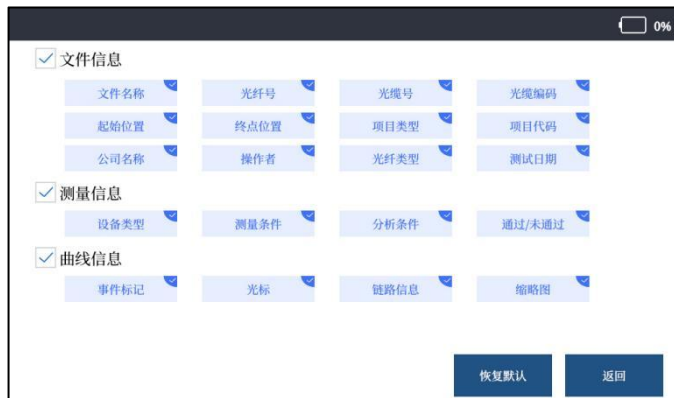 0%
文件信息
文件名称 光纤号 光缆号 光缆编码
起始位置 终点位置 项目类型 项目代码
公司名称 操作者 光纤类型 测试日期
测量信息
设备类型 测量条件 分析条件 通过/未通过
曲线信息
事件标记 光标 链路信息 缩略图
恢复默认 返回